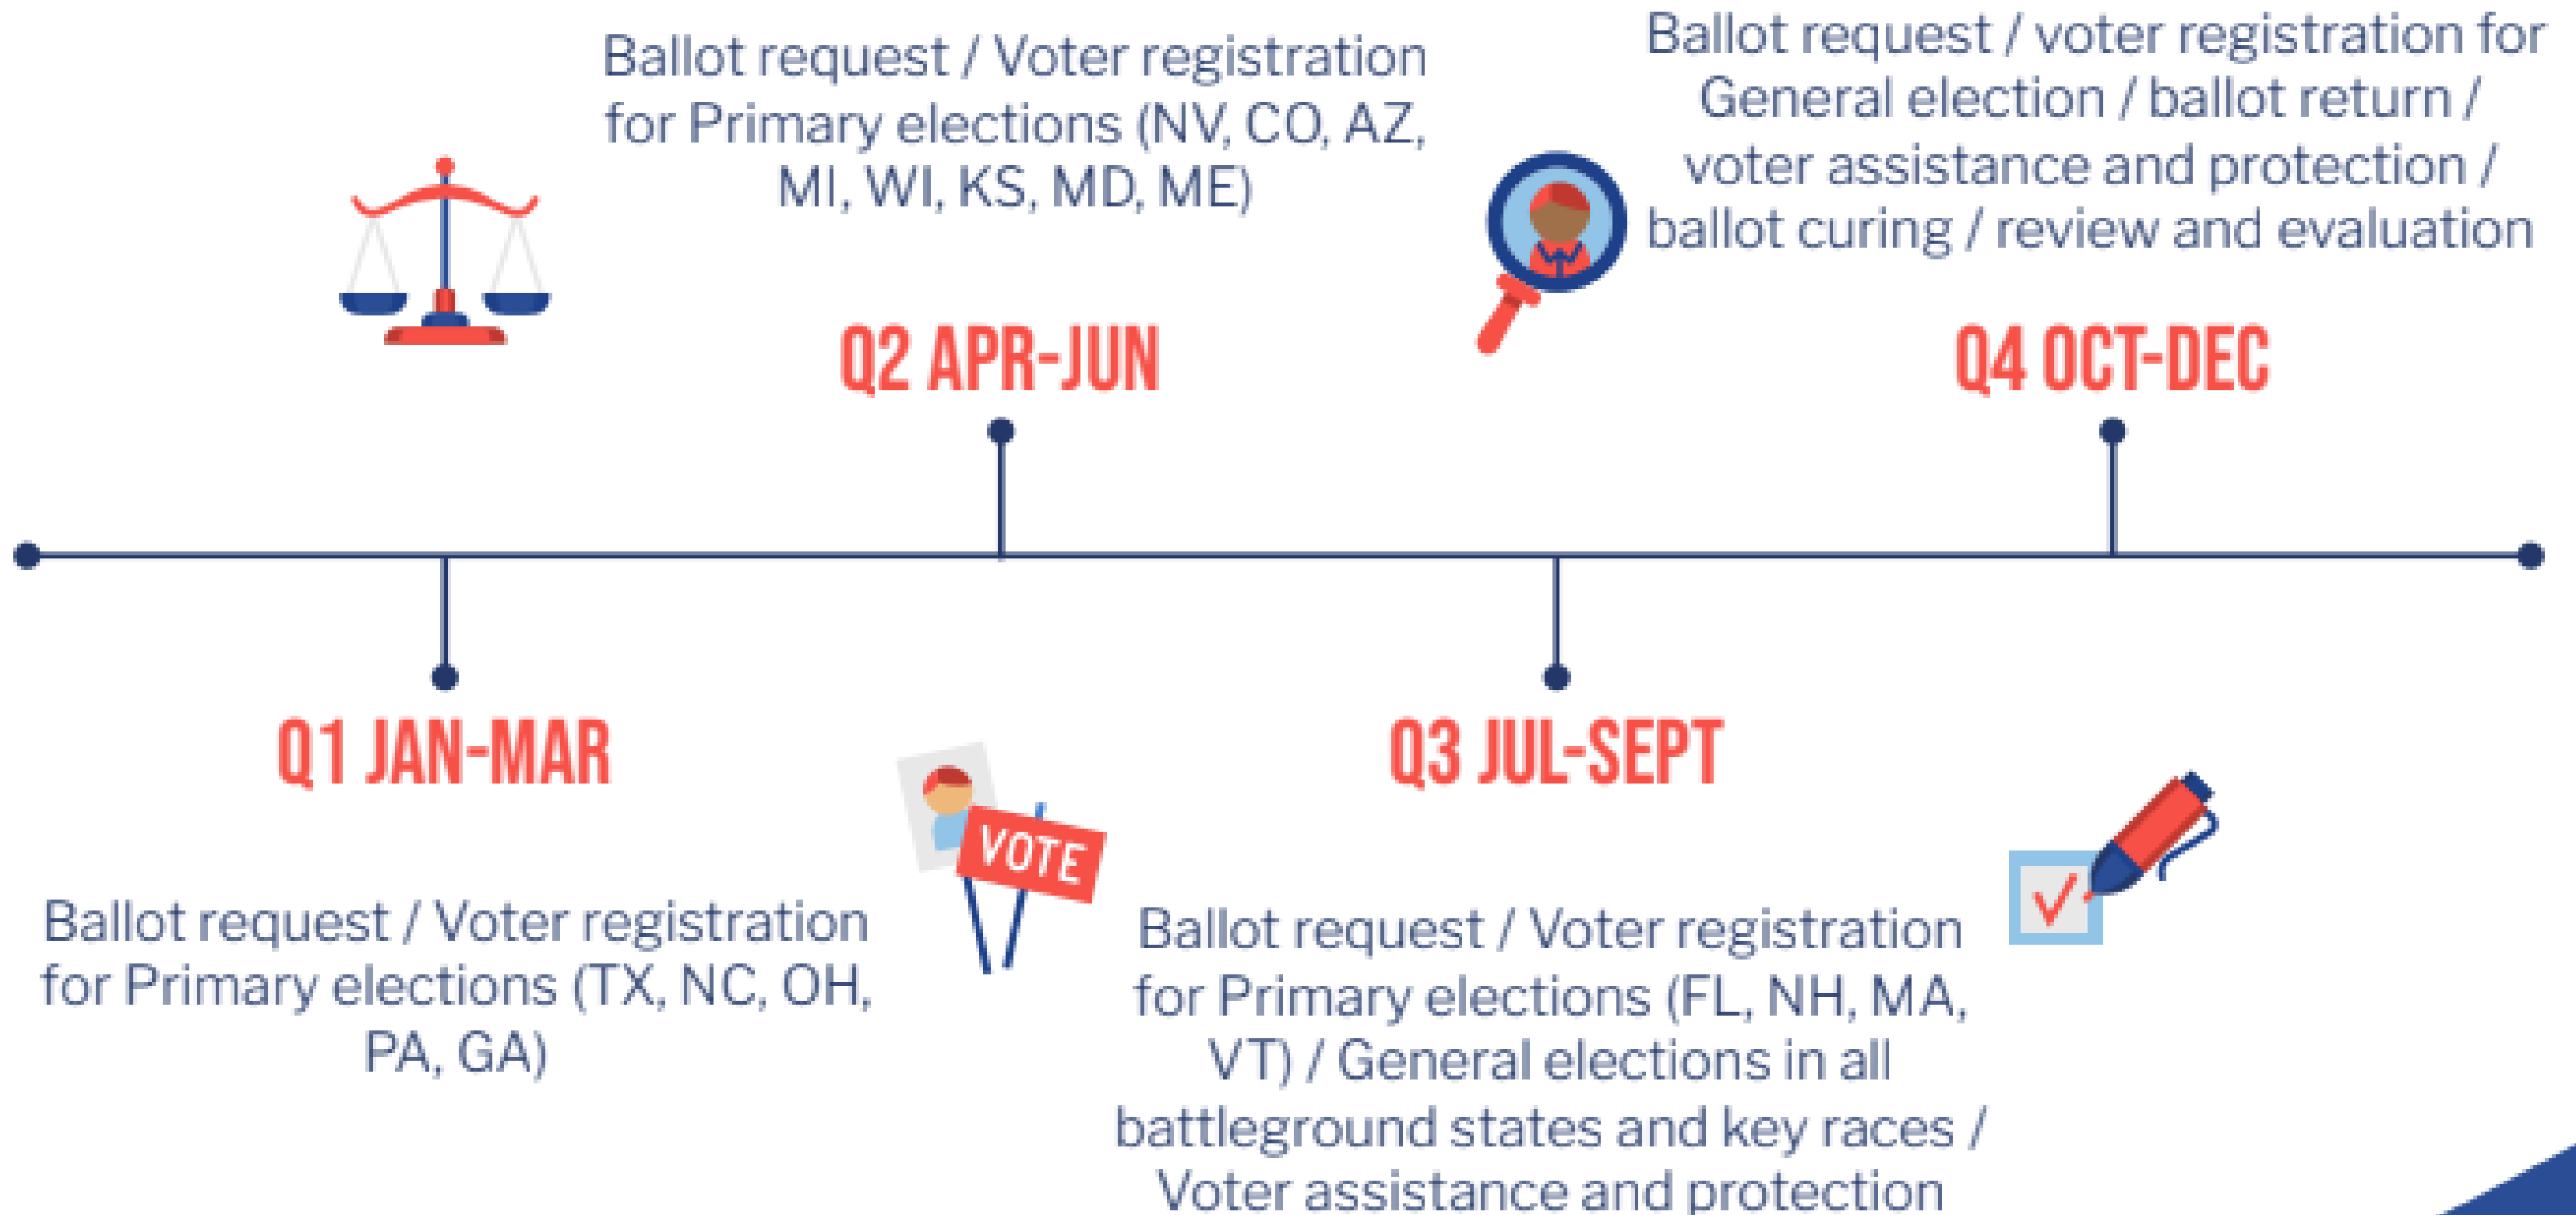 Ballot request / Voter registration
for Primary elections (NV, CO, AZ,
MI, WI, KS, MD, ME)
Q2 APR-JUN
Ballot request / voter registration for
General election / ballot return /
voter assistance and protection /
ballot curing / review and evaluation
Q4 OCT-DEC
Q1 JAN-MAR
Ballot request / Voter registration
for Primary elections (TX, NC, OH,
PA, GA)
VOTE
Q3 JUL-SEPT
Ballot request / Voter registration
for Primary elections (FL, NH, MA,
VT) / General elections in all
battleground states and key races /
Voter assistance and protection